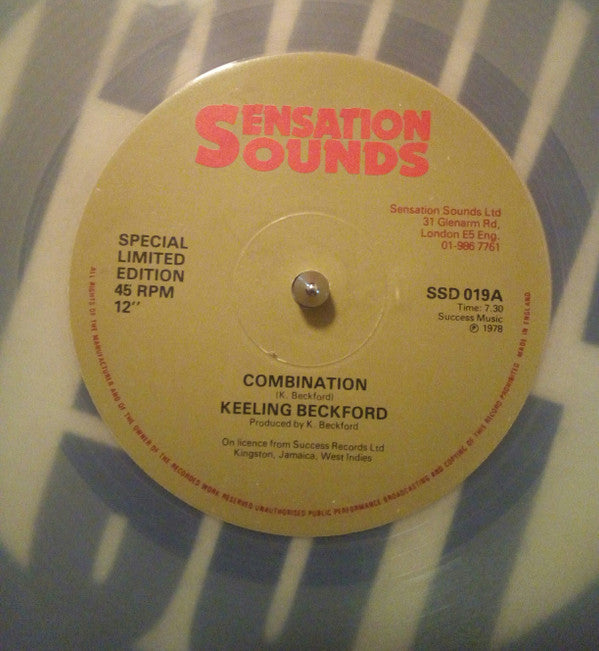 SENSATION
SOUNDS
Sensation Sounds Ltd
31 Glenarm Rd,
London E5 Eng.
01-986 7761
SPECIAL
LIMITED
EDITION
45 RPM
12''
SSD 019A
Time: 7.30
Success Music
℗ 1978
COMBINATION
(K. Beckford)
KEELING BECKFORD
Produced by K. Beckford
On licence from Success Records Ltd
Kingston, Jamaica, West Indies
ALL RIGHTS OF THE MANUFACTURER AND OF THE OWNER OF THE RECORDED WORK RESERVED UNAUTHORISED PUBLIC PERFORMANCE BROADCASTING AND COPYING OF THIS RECORD PROHIBITED MADE IN ENGLAND